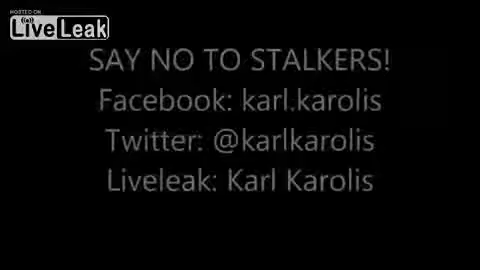 HOSTED ON
LiveLeak
SAY NO TO STALKERS!
Facebook: karl.karolis
Twitter: @karlkarolis
Liveleak: Karl Karolis